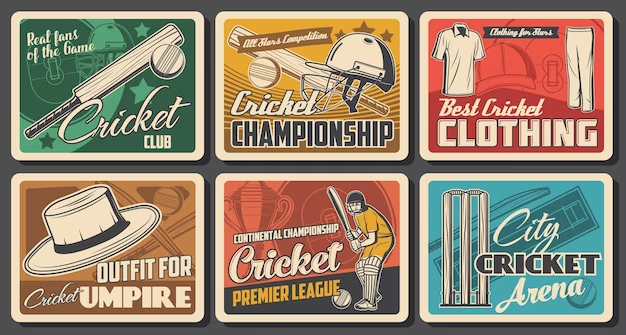 Real fans
of the Game
Cricket
CLUB
All Stars Competition
Cricket
CHAMPIONSHIP
Clothing for Stars
Best Cricket
CLOTHING
OUTFIT FOR
Cricket UMPIRE
CONTINENTAL CHAMPIONSHIP
Cricket
PREMIER LEAGUE
City
CRICKET
Arena